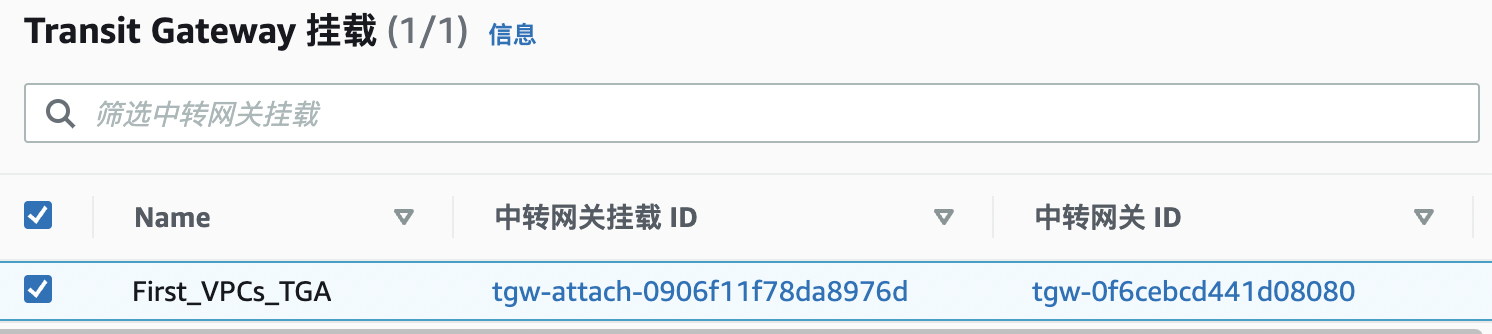 Transit Gateway 挂载 (1/1) 信息
筛选中转网关挂载
Name 中转网关挂载 ID 中转网关 ID
First_VPCs_TGA tgw-attach-0906f11f78da8976d tgw-0f6cebcd441d08080